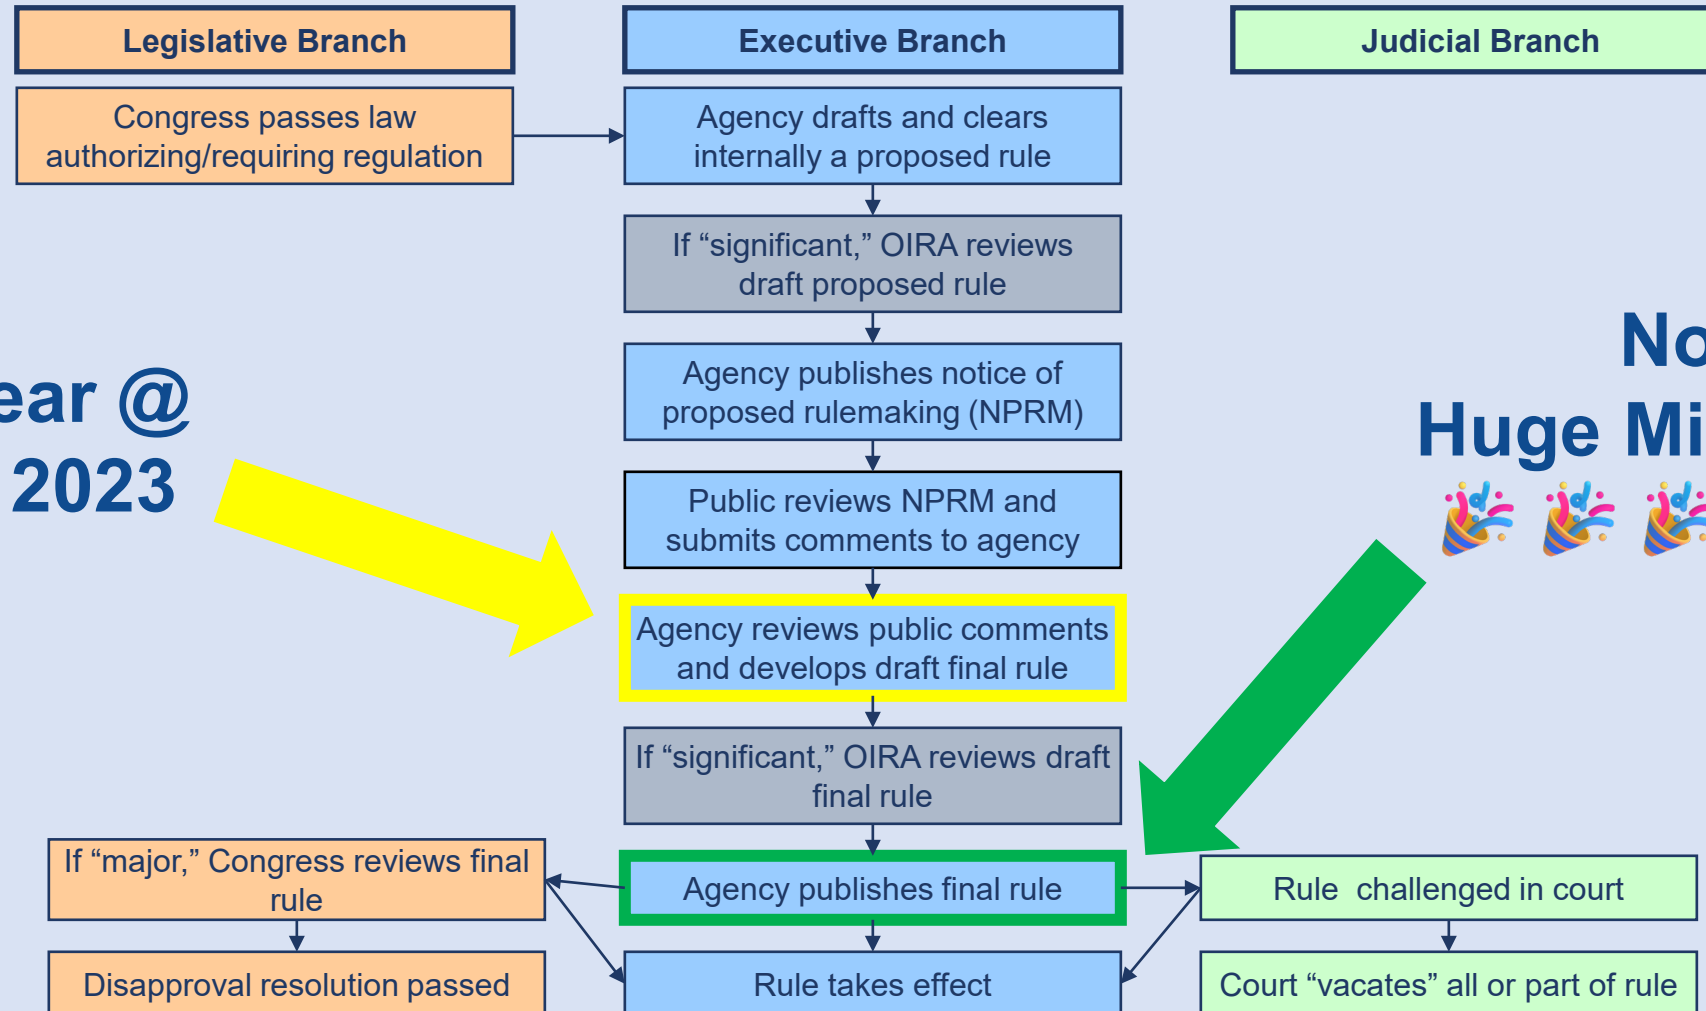 Legislative Branch
Executive Branch
Judicial Branch
Congress passes law
authorizing/requiring regulation
Agency drafts and clears
internally a proposed rule
If “significant,” OIRA reviews
draft proposed rule
Agency publishes notice of
proposed rulemaking (NPRM)
ear @
2023
No
Huge Mi
Public reviews NPRM and
submits comments to agency
Agency reviews public comments
and develops draft final rule
If “significant,” OIRA reviews draft
final rule
If “major,” Congress reviews final
rule
Agency publishes final rule
Rule  challenged in court
Disapproval resolution passed
Rule takes effect
Court “vacates” all or part of rule